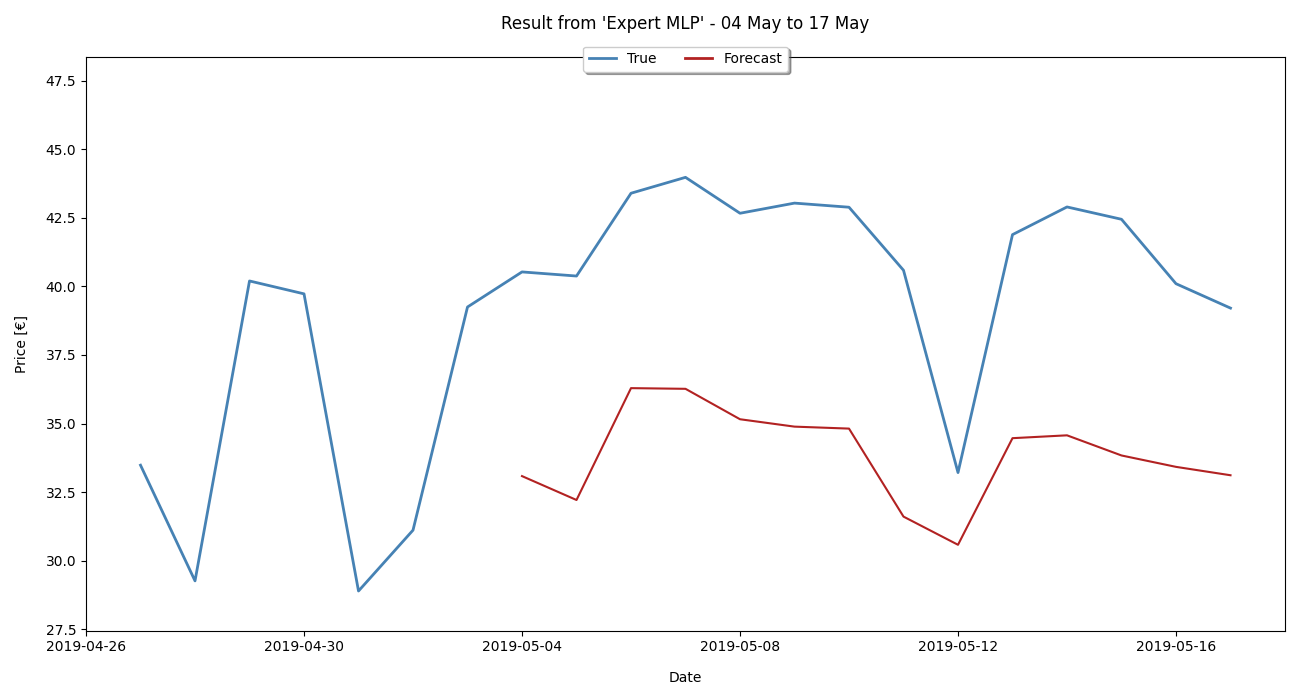 Result from 'Expert MLP' - 04 May to 17 May
True Forecast
47.5
45.0
42.5
40.0
37.5
35.0
32.5
30.0
27.5
Price [€]
2019-04-26 2019-04-30 2019-05-04 2019-05-08 2019-05-12 2019-05-16
Date